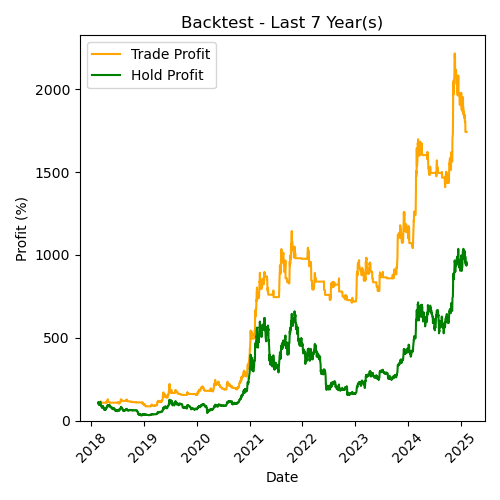 Backtest - Last 7 Year(s)
Trade Profit
Hold Profit
Profit (%)
2000
1500
1000
500
0
2018 2019 2020 2021 2022 2023 2024 2025
Date